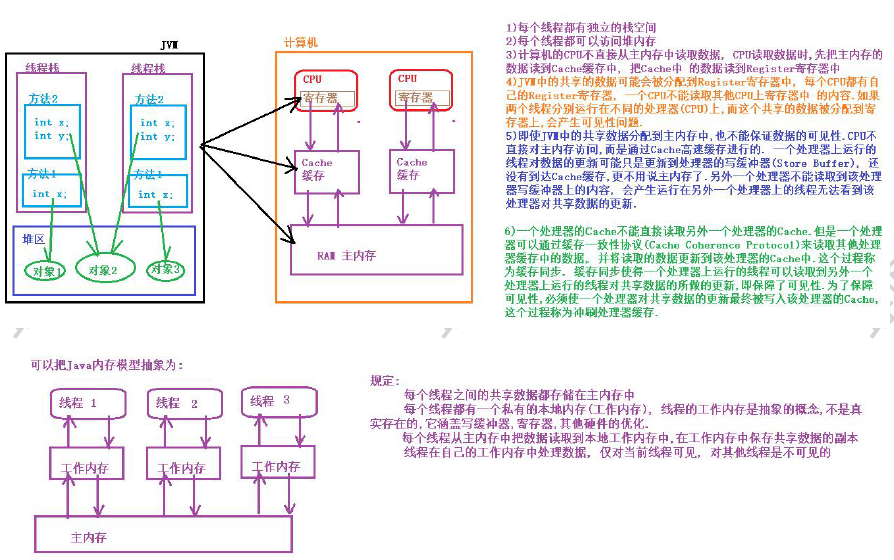 JVM
线程栈
线程栈
方法2
int x;
int y;
方法2
int x;
int y;
方法1
int x;
方法1
int x;
堆区
对象1
对象2
对象3
计算机
CPU
寄存器
CPU
寄存器
Cache
缓存
Cache
缓存
RAM 主内存
1)每个线程都有独立的栈空间
2)每个线程都可以访问堆内存
3)计算机的CPU不直接从主内存中读取数据, CPU读取数据时,先把主内存的
数据读到Cache缓存中, 把Cache中 的数据读到Register寄存器中
4)JVM中的共享的数据可能会被分配到Register寄存器中, 每个CPU都有自
己的Register寄存器, 一个CPU不能读取其他CPU上寄存器中 的内容.如果
两个线程分别运行在不同的处理器(CPU)上,而这个共享的数据被分配到寄
存器上,会产生可见性问题.
5)即使JVM中的共享数据分配到主内存中,也不能保证数据的可见性.CPU不
直接对主内存访问,而是通过Cache高速缓存进行的. 一个处理器上运行的
线程对数据的更新可能只是更新到处理器的写缓冲器(Store Buffer), 还
没有到达Cache缓存,更不用说主内存了.另外一个处理器不能读取到该处理
器写缓冲器上的内容, 会产生运行在另外一个处理器上的线程无法看到该
处理器对共享数据的更新.
6)一个处理器的Cache不能直接读取另外一个处理器的Cache.但是一个处理
器可以通过缓存一致性协议(Cache Coherence Protocol)来读取其他处理
器缓存中的数据, 并将读取的数据更新到该处理器的Cache中.这个过程称
为缓存同步. 缓存同步使得一个处理器上运行的线程可以读取到另外一个
处理器上运行的线程对共享数据的所做的更新,即保障了可见性.为了保障
可见性,必须使一个处理器对共享数据的更新最终被写入该处理器的Cache,
这个过程称为冲刷处理器缓存.
可以把Java内存模型抽象为:
线程 1
线程 2
线程 3
工作内存
工作内存
工作内存
主内存
规定:
每个线程之间的共享数据都存储在主内存中
每个线程都有一个私有的本地内存(工作内存), 线程的工作内存是抽象的概念,不是真
实存在的,它涵盖写缓冲器,寄存器,其他硬件的优化.
每个线程从主内存中把数据读取到本地工作内存中,在工作内存中保存共享数据的副本
线程在自己的工作内存中处理数据, 仅对当前线程可见, 对其他线程是不可见的